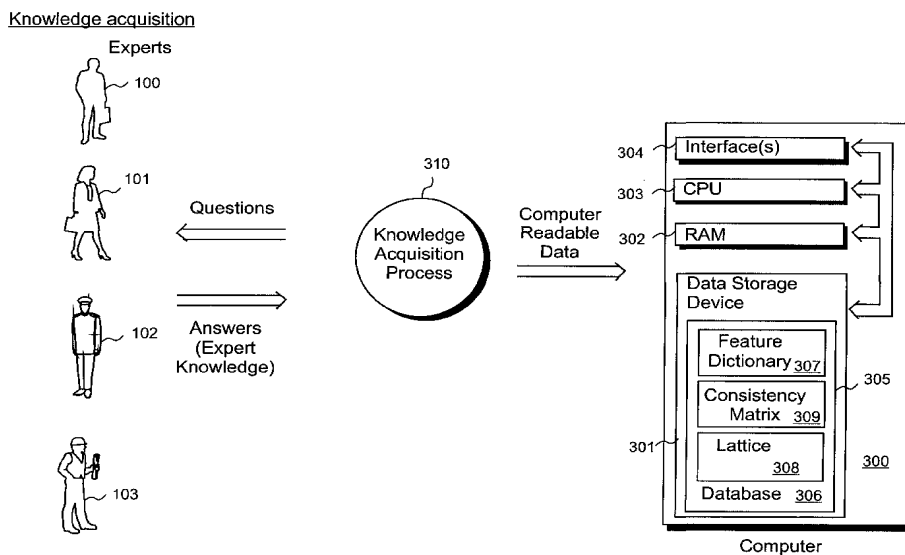 Knowledge acquisition
Experts
100
101
102
103
Questions
Answers
(Expert
Knowledge)
310
Knowledge
Acquisition
Process
Computer
Readable
Data
304
Interface(s)
303
CPU
302
RAM
Data Storage
Device
Feature
Dictionary 307
305
Consistency
Matrix 309
301
Lattice
308
300
Database 306
Computer